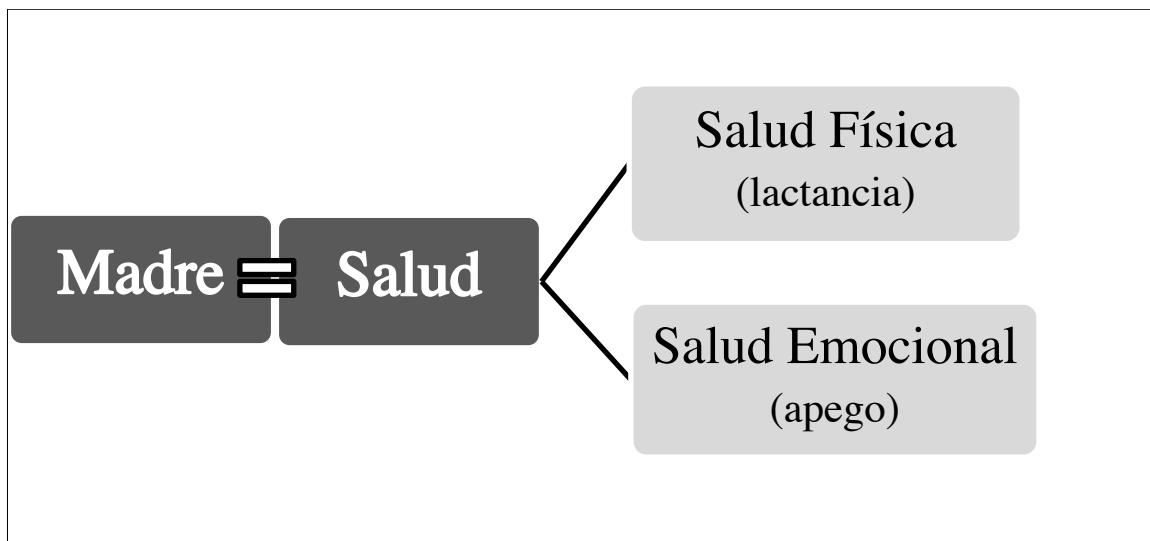 Madre = Salud
Salud Física
(lactancia)
Salud Emocional
(apego)